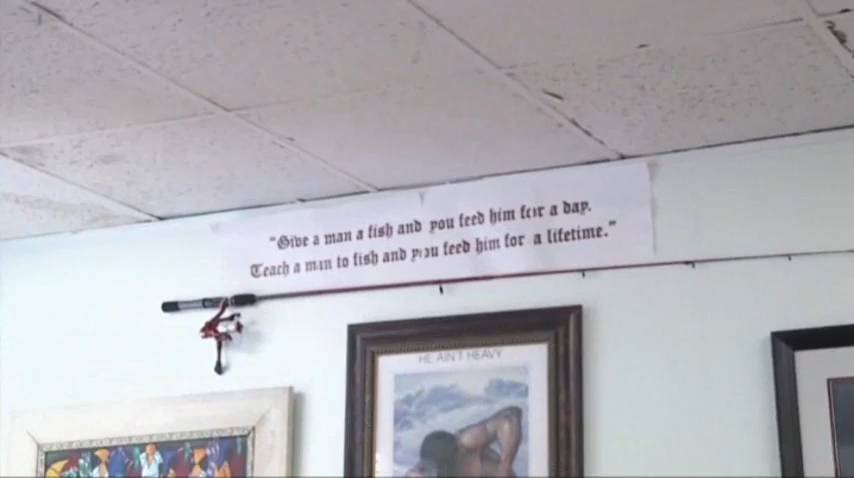 "Give a man a fish and you feed him for a day.
Teach a man to fish and you feed him for a lifetime."
HE AIN'T HEAVY